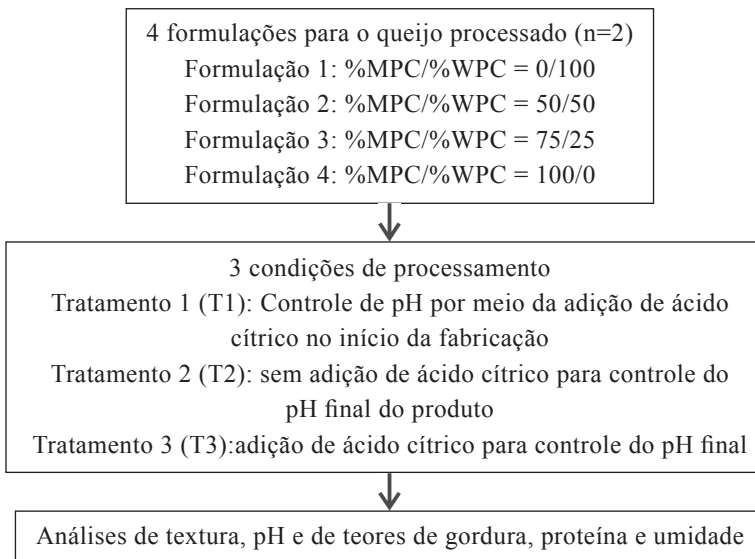 4 formulações para o queijo processado (n=2)
Formulação 1: %MPC/%WPC = 0/100
Formulação 2: %MPC/%WPC = 50/50
Formulação 3: %MPC/%WPC = 75/25
Formulação 4: %MPC/%WPC = 100/0
3 condições de processamento
Tratamento 1 (T1): Controle de pH por meio da adição de ácido
cítrico no início da fabricação
Tratamento 2 (T2): sem adição de ácido cítrico para controle do
pH final do produto
Tratamento 3 (T3):adição de ácido cítrico para controle do pH final
Análises de textura, pH e de teores de gordura, proteína e umidade